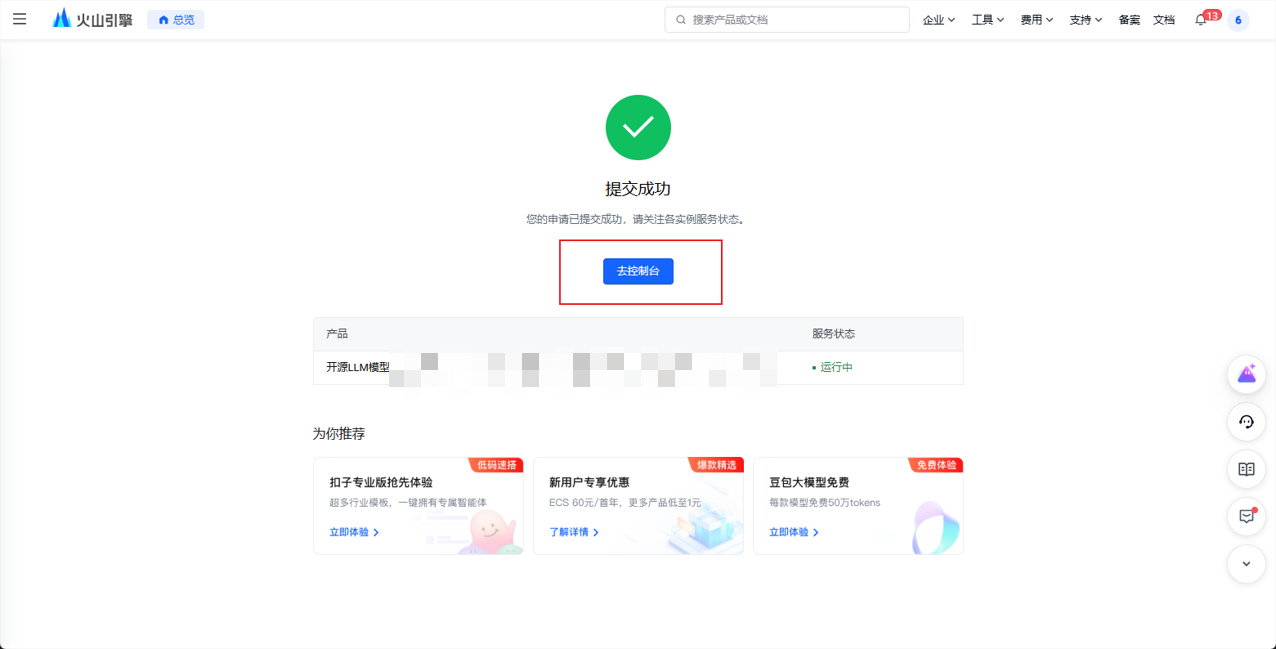 火山引擎 总览 搜索产品或文档 企业 工具 费用 支持 备案 文档 13 6
提交成功
您的申请已提交成功，请关注各实例服务状态。
去控制台
产品 服务状态
开源LLM模型 运行中
为你推荐
低码速搭
扣子专业版抢先体验
超多行业模板，一键拥有专属智能体
立即体验
爆款精选
新用户专享优惠
ECS 60元/首年，更多产品低至1元
了解详情
免费体验
豆包大模型免费
每款模型免费50万tokens
立即体验